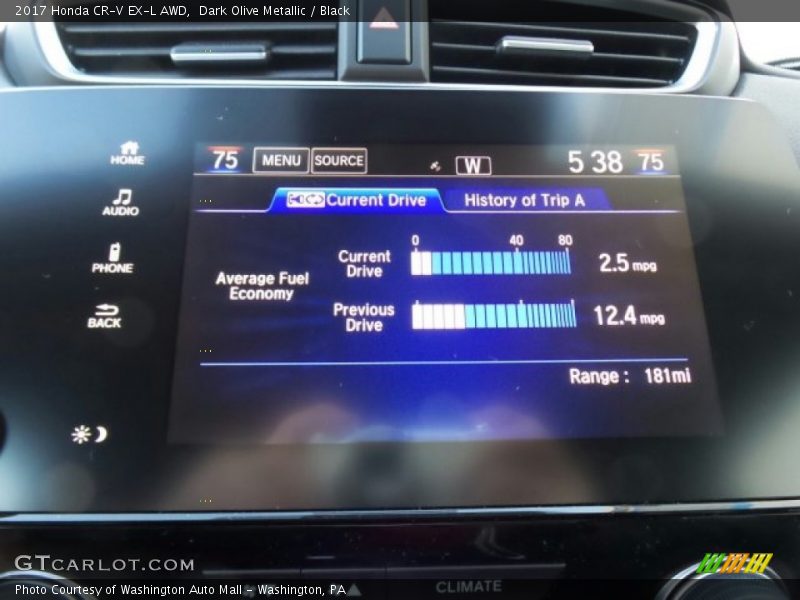 2017 Honda CR-V EX-L AWD, Dark Olive Metallic / Black
HOME
AUDIO
PHONE
BACK
75 MENU SOURCE W 5 38 75
Current Drive History of Trip A
0 40 80
Average Fuel Economy
Current Drive
2.5 mpg
Previous Drive
12.4 mpg
Range : 181mi
CLIMATE
GTCARLOT.COM
Photo Courtesy of Washington Auto Mall - Washington, PA